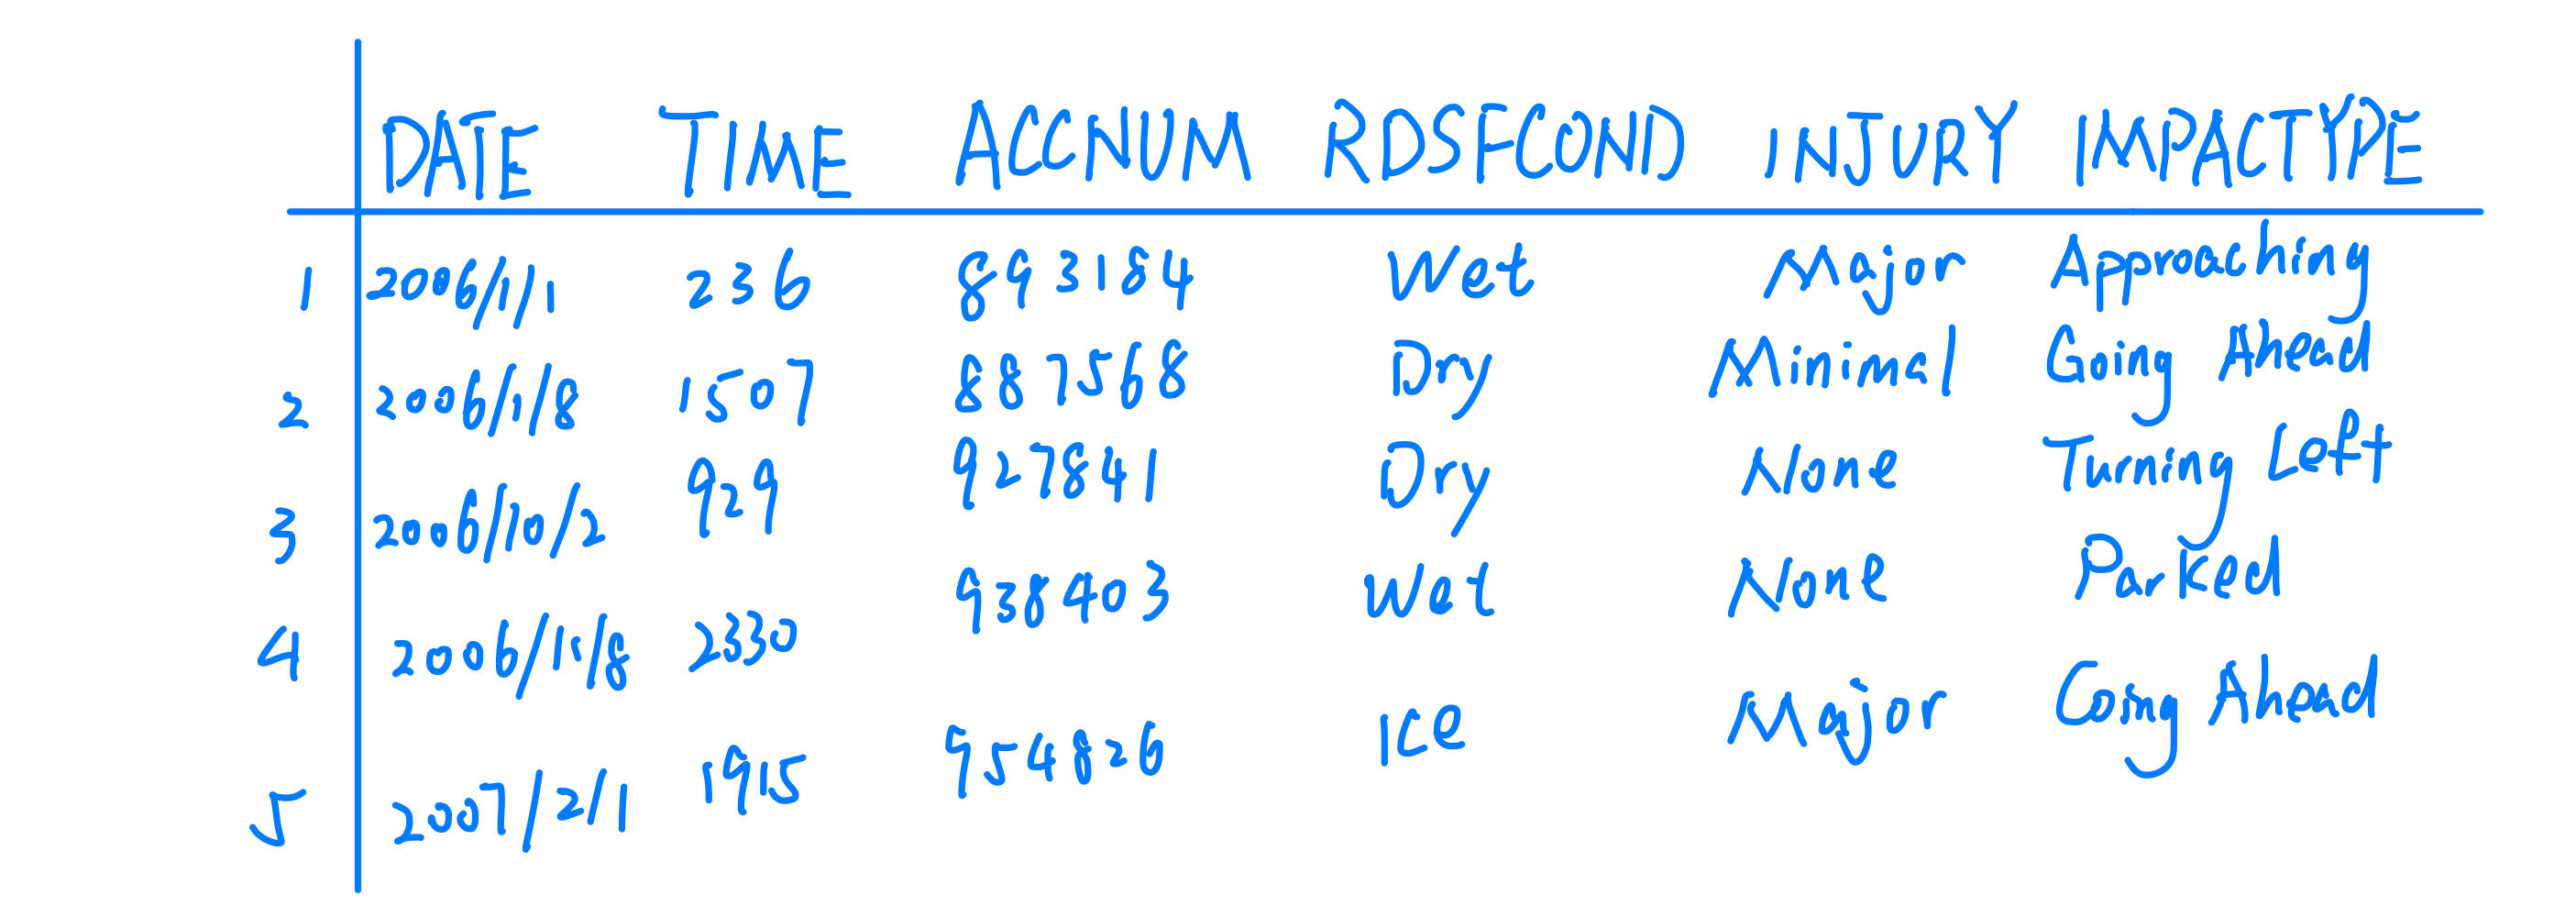 DATE TIME ACCNUM RDSFCOND INJURY IMPACTYPE
1 2006/1/1 236 893184 Wet Major Approaching
2 2006/1/8 1507 887568 Dry Minimal Going Ahead
3 2006/10/2 929 927841 Dry None Turning Left
4 2006/11/8 2330 938403 Wet None Parked
5 2007/2/1 1915 954826 Ice Major Going Ahead